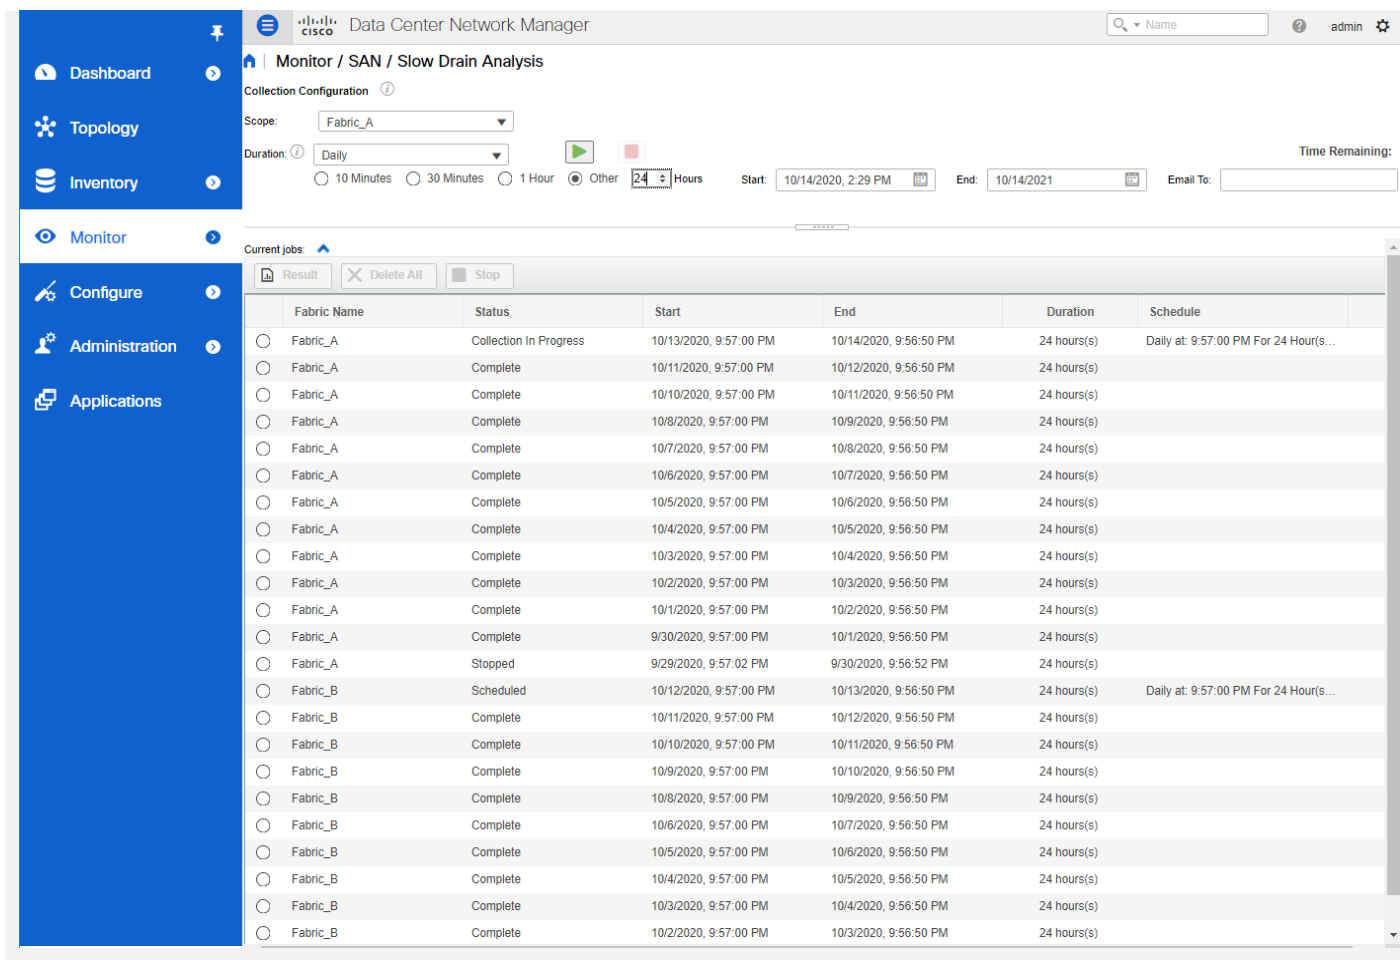 cisco Data Center Network Manager Name admin
Dashboard
Topology
Inventory
Monitor
Configure
Administration
Applications
Monitor / SAN / Slow Drain Analysis
Collection Configuration
Scope: Fabric_A
Duration: Daily Time Remaining:
10 Minutes 30 Minutes 1 Hour Other 24 Hours Start: 10/14/2020, 2:29 PM End: 10/14/2021 Email To:
Current jobs:
Result Delete All Stop
Fabric Name Status Start End Duration Schedule
Fabric_A Collection In Progress 10/13/2020, 9:57:00 PM 10/14/2020, 9:56:50 PM 24 hours(s) Daily at: 9:57:00 PM For 24 Hour(s...
Fabric_A Complete 10/11/2020, 9:57:00 PM 10/12/2020, 9:56:50 PM 24 hours(s)
Fabric_A Complete 10/10/2020, 9:57:00 PM 10/11/2020, 9:56:50 PM 24 hours(s)
Fabric_A Complete 10/8/2020, 9:57:00 PM 10/9/2020, 9:56:50 PM 24 hours(s)
Fabric_A Complete 10/7/2020, 9:57:00 PM 10/8/2020, 9:56:50 PM 24 hours(s)
Fabric_A Complete 10/6/2020, 9:57:00 PM 10/7/2020, 9:56:50 PM 24 hours(s)
Fabric_A Complete 10/5/2020, 9:57:00 PM 10/6/2020, 9:56:50 PM 24 hours(s)
Fabric_A Complete 10/4/2020, 9:57:00 PM 10/5/2020, 9:56:50 PM 24 hours(s)
Fabric_A Complete 10/3/2020, 9:57:00 PM 10/4/2020, 9:56:50 PM 24 hours(s)
Fabric_A Complete 10/2/2020, 9:57:00 PM 10/3/2020, 9:56:50 PM 24 hours(s)
Fabric_A Complete 10/1/2020, 9:57:00 PM 10/2/2020, 9:56:50 PM 24 hours(s)
Fabric_A Complete 9/30/2020, 9:57:00 PM 10/1/2020, 9:56:50 PM 24 hours(s)
Fabric_A Stopped 9/29/2020, 9:57:02 PM 9/30/2020, 9:56:52 PM 24 hours(s)
Fabric_B Scheduled 10/12/2020, 9:57:00 PM 10/13/2020, 9:56:50 PM 24 hours(s) Daily at: 9:57:00 PM For 24 Hour(s...
Fabric_B Complete 10/11/2020, 9:57:00 PM 10/12/2020, 9:56:50 PM 24 hours(s)
Fabric_B Complete 10/10/2020, 9:57:00 PM 10/11/2020, 9:56:50 PM 24 hours(s)
Fabric_B Complete 10/9/2020, 9:57:00 PM 10/10/2020, 9:56:50 PM 24 hours(s)
Fabric_B Complete 10/8/2020, 9:57:00 PM 10/9/2020, 9:56:50 PM 24 hours(s)
Fabric_B Complete 10/6/2020, 9:57:00 PM 10/7/2020, 9:56:50 PM 24 hours(s)
Fabric_B Complete 10/5/2020, 9:57:00 PM 10/6/2020, 9:56:50 PM 24 hours(s)
Fabric_B Complete 10/4/2020, 9:57:00 PM 10/5/2020, 9:56:50 PM 24 hours(s)
Fabric_B Complete 10/3/2020, 9:57:00 PM 10/4/2020, 9:56:50 PM 24 hours(s)
Fabric_B Complete 10/2/2020, 9:57:00 PM 10/3/2020, 9:56:50 PM 24 hours(s)